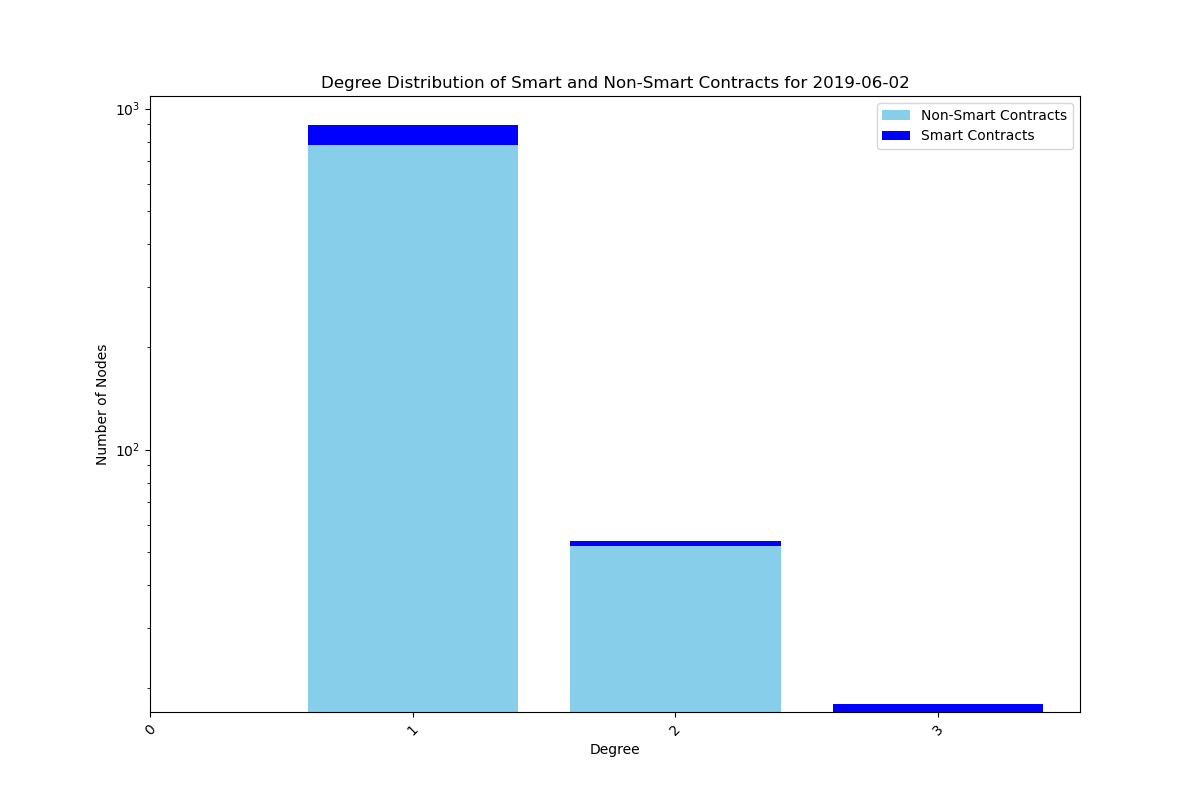 Degree Distribution of Smart and Non-Smart Contracts for 2019-06-02
Non-Smart Contracts
Smart Contracts
10³
10²
Number of Nodes
0 1 2 3
Degree